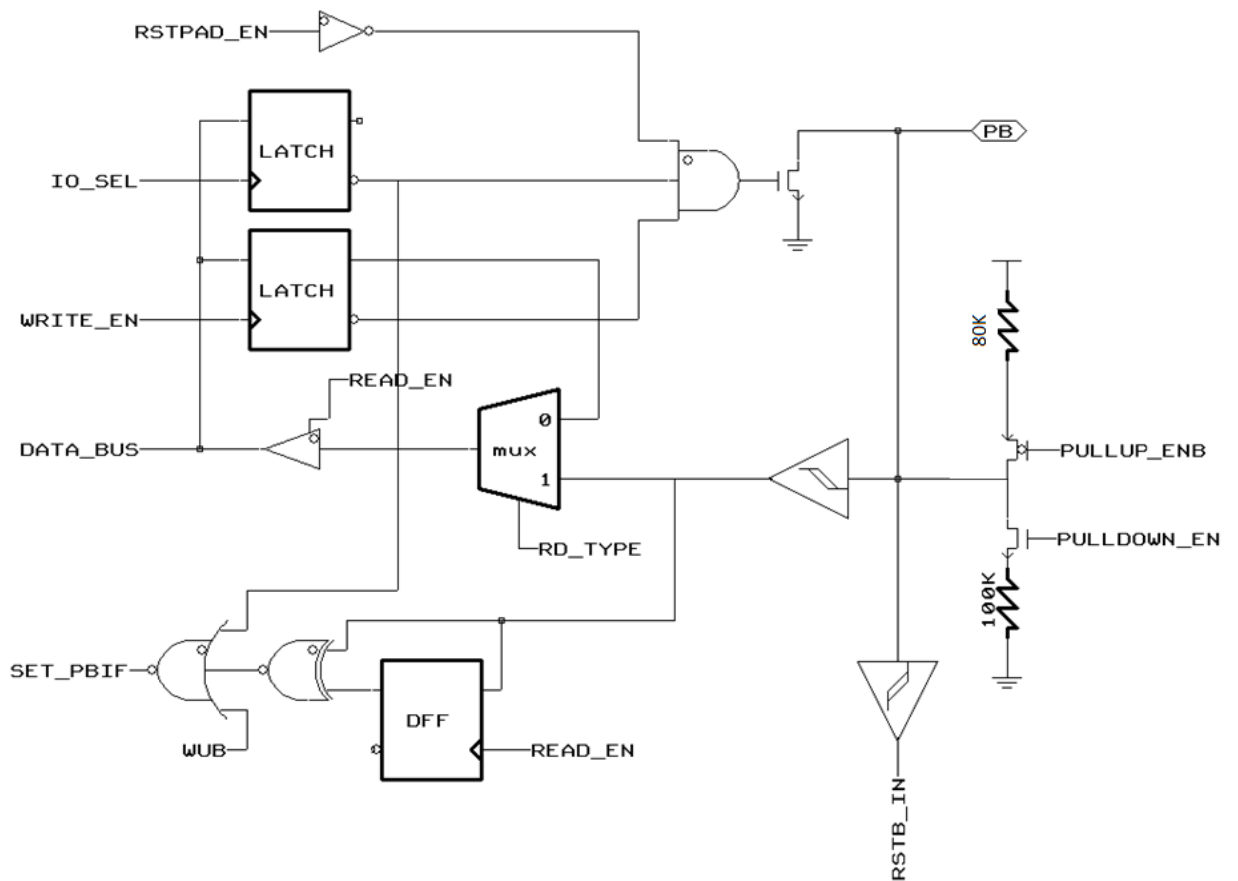 RSTPAD_EN
PB
LATCH
IO_SEL
LATCH
WRITE_EN
80K
READ_EN
0
DATA_BUS
mux
PULLUP_ENB
1
RD_TYPE
PULLDOWN_EN
100K
SET_PBIF
DFF
WUB
READ_EN
RSTB_IN